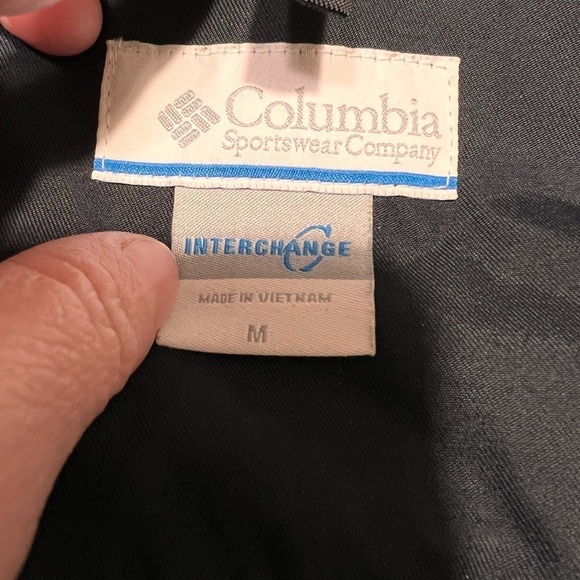 Columbia
Sportswear Company
INTERCHANGE
MADE IN VIETNAM
M